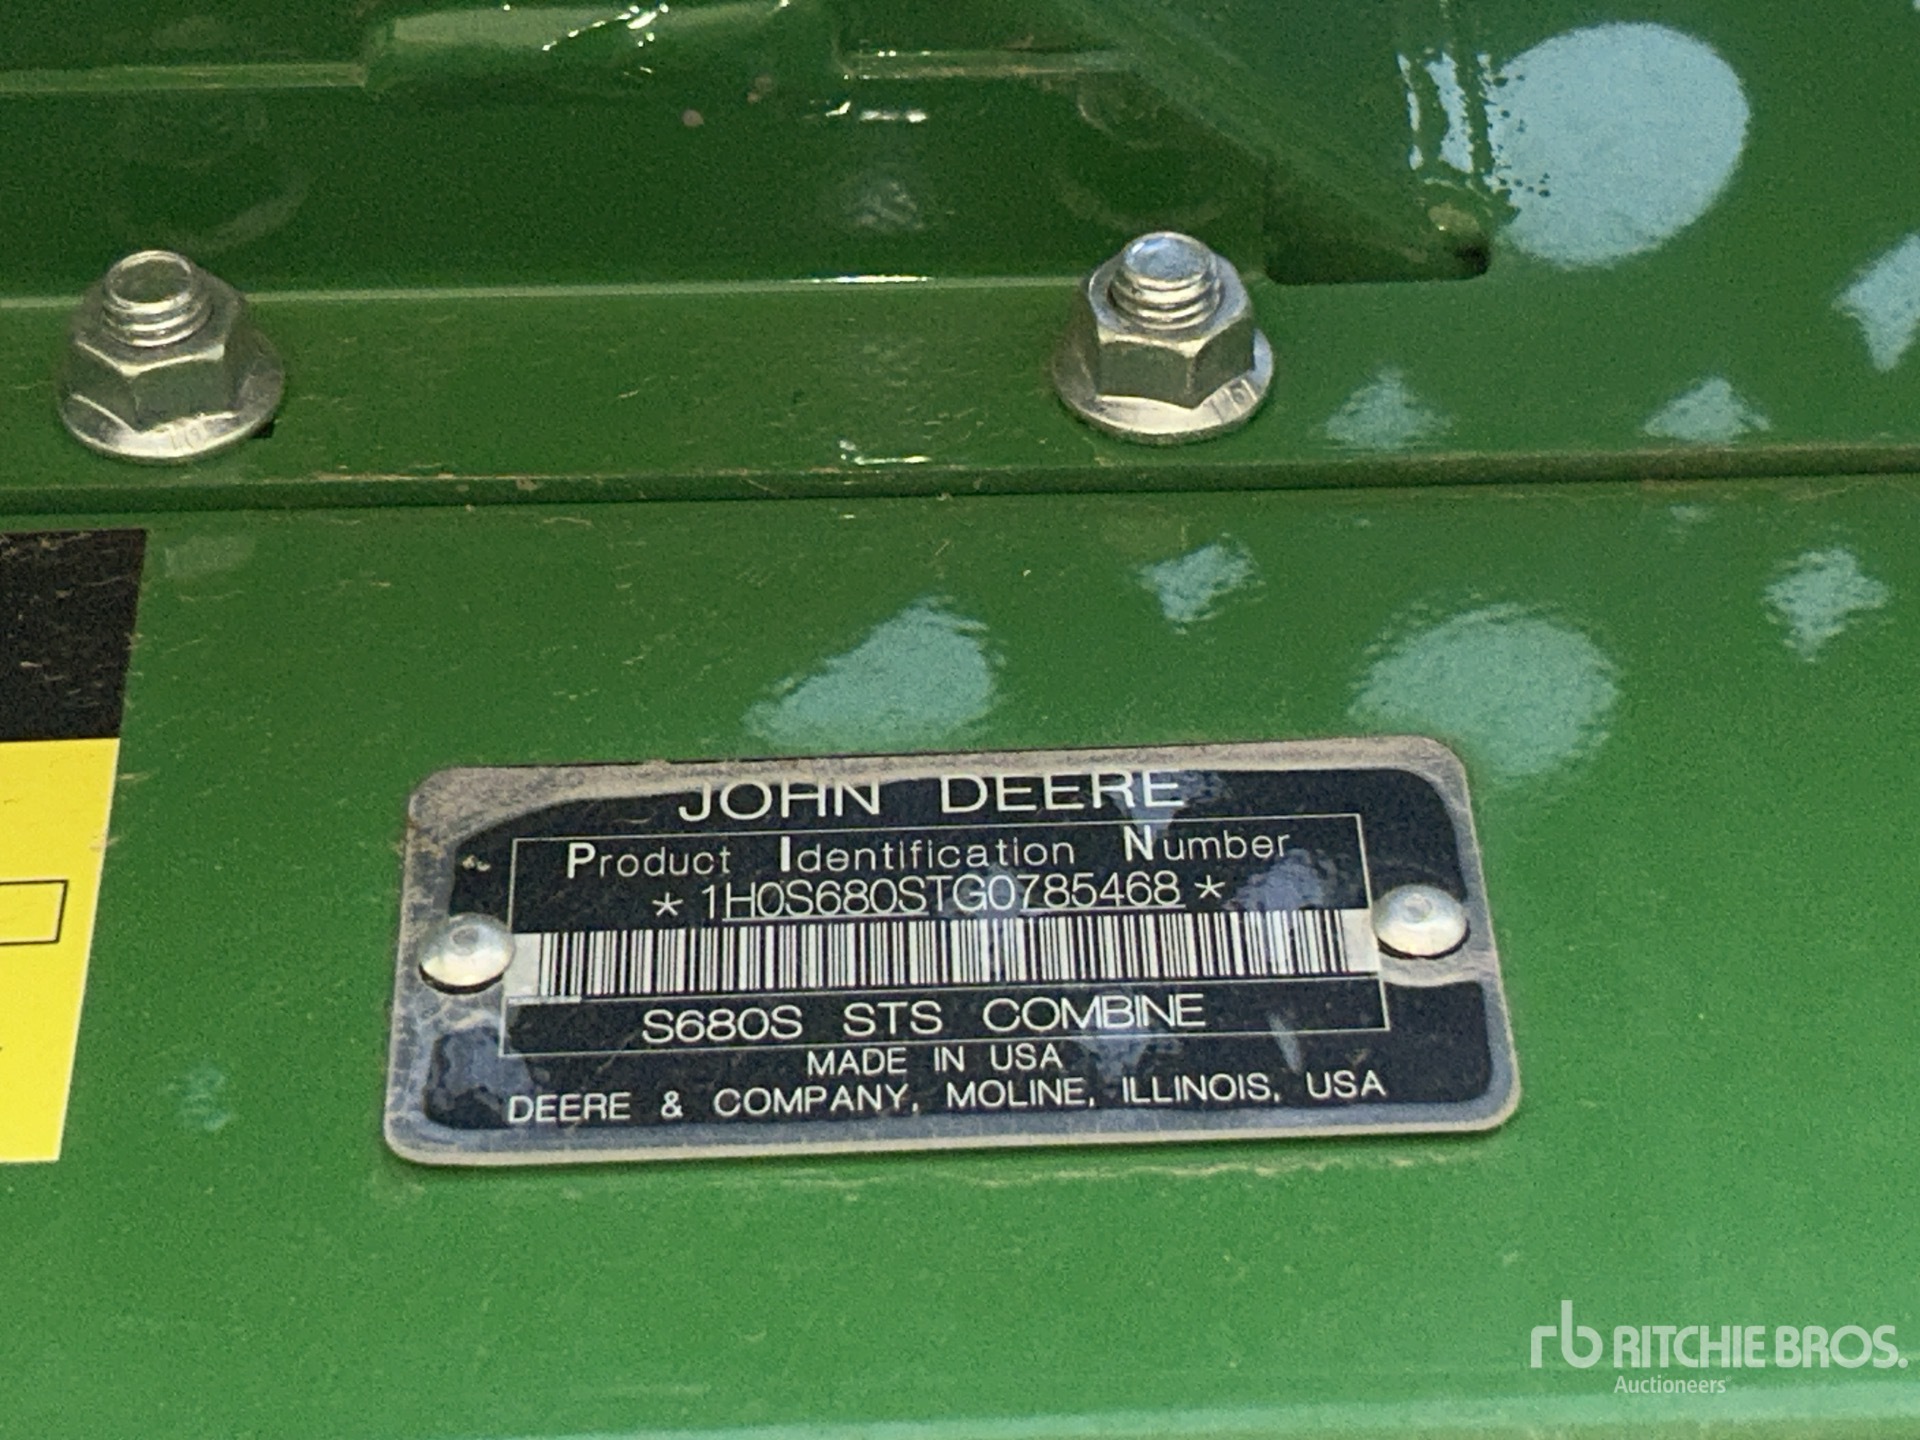 JOHN DEERE
Product Identification Number
* 1H0S680STG0785468 *
S680S STS COMBINE
MADE IN USA
DEERE & COMPANY, MOLINE, ILLINOIS, USA
rb RITCHIE BROS.
Auctioneers